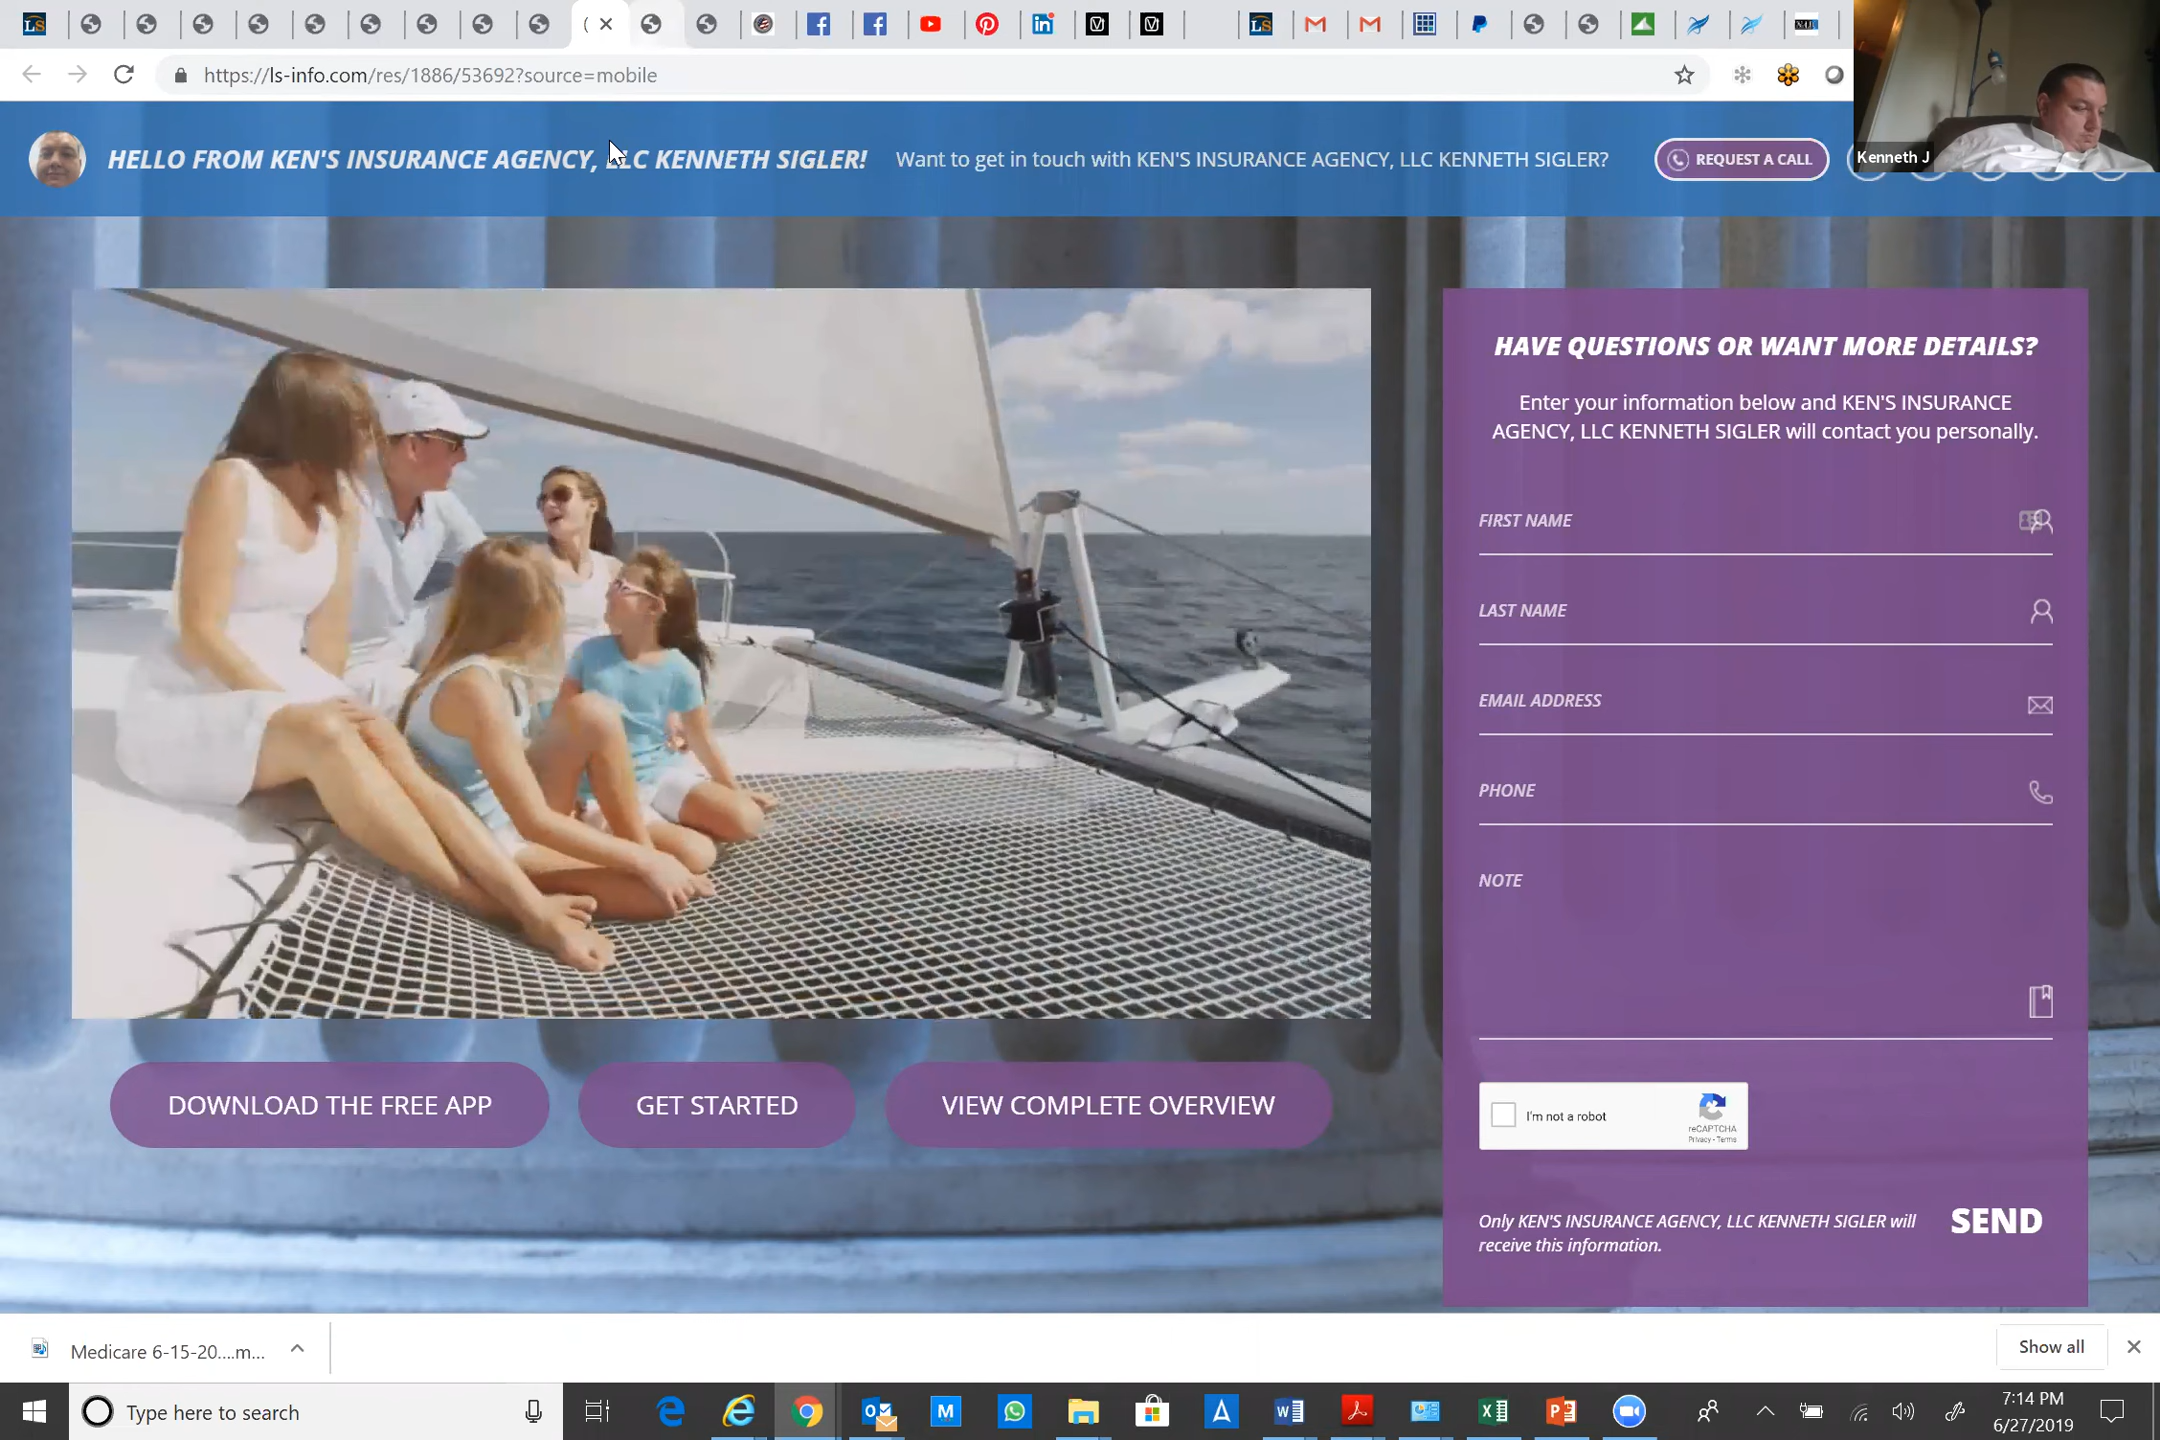 https://ls-info.com/res/1886/53692?source=mobile
HELLO FROM KEN'S INSURANCE AGENCY, LLC KENNETH SIGLER!
Want to get in touch with KEN'S INSURANCE AGENCY, LLC KENNETH SIGLER?
REQUEST A CALL
Kenneth J
HAVE QUESTIONS OR WANT MORE DETAILS?
Enter your information below and KEN'S INSURANCE
AGENCY, LLC KENNETH SIGLER will contact you personally.
FIRST NAME
LAST NAME
EMAIL ADDRESS
PHONE
NOTE
DOWNLOAD THE FREE APP
GET STARTED
VIEW COMPLETE OVERVIEW
I'm not a robot
reCAPTCHA
Privacy - Terms
Only KEN'S INSURANCE AGENCY, LLC KENNETH SIGLER will
receive this information.
SEND
Medicare 6-15-20....m...
Show all
Type here to search
7:14 PM
6/27/2019